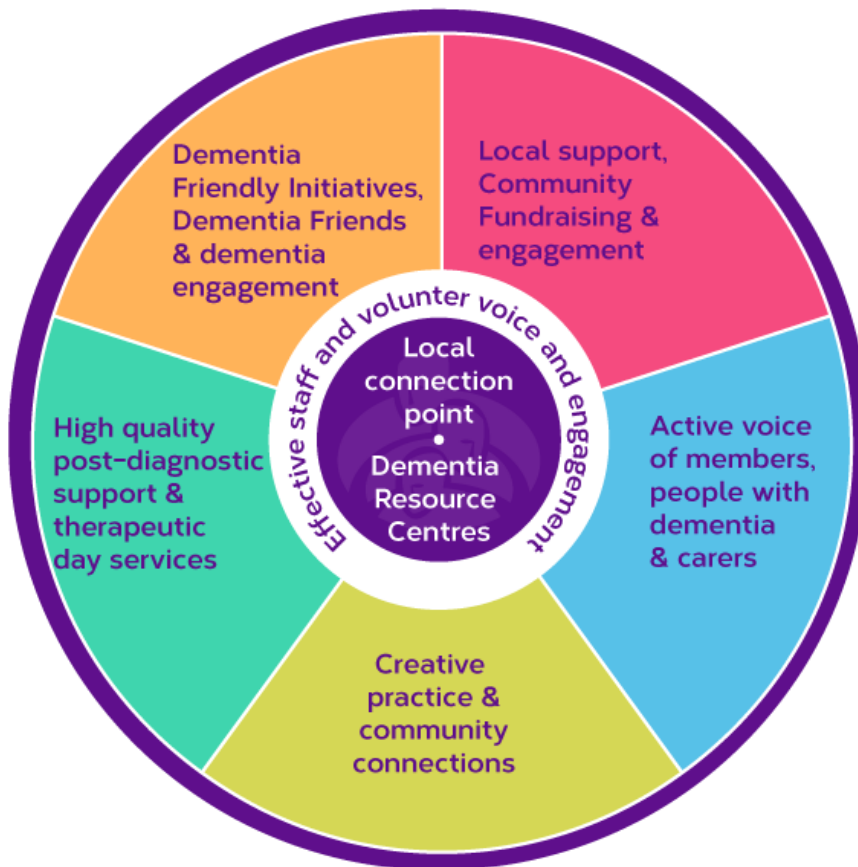 Dementia
Friendly Initiatives,
Dementia Friends
& dementia
engagement
Local support,
Community
Fundraising &
engagement
Effective staff and volunter voice and engagement
Local
connection
point
Dementia
Resource
Centres
High quality
post-diagnostic
support &
therapeutic
day services
Active voice
of members,
people with
dementia
& carers
Creative
practice &
community
connections